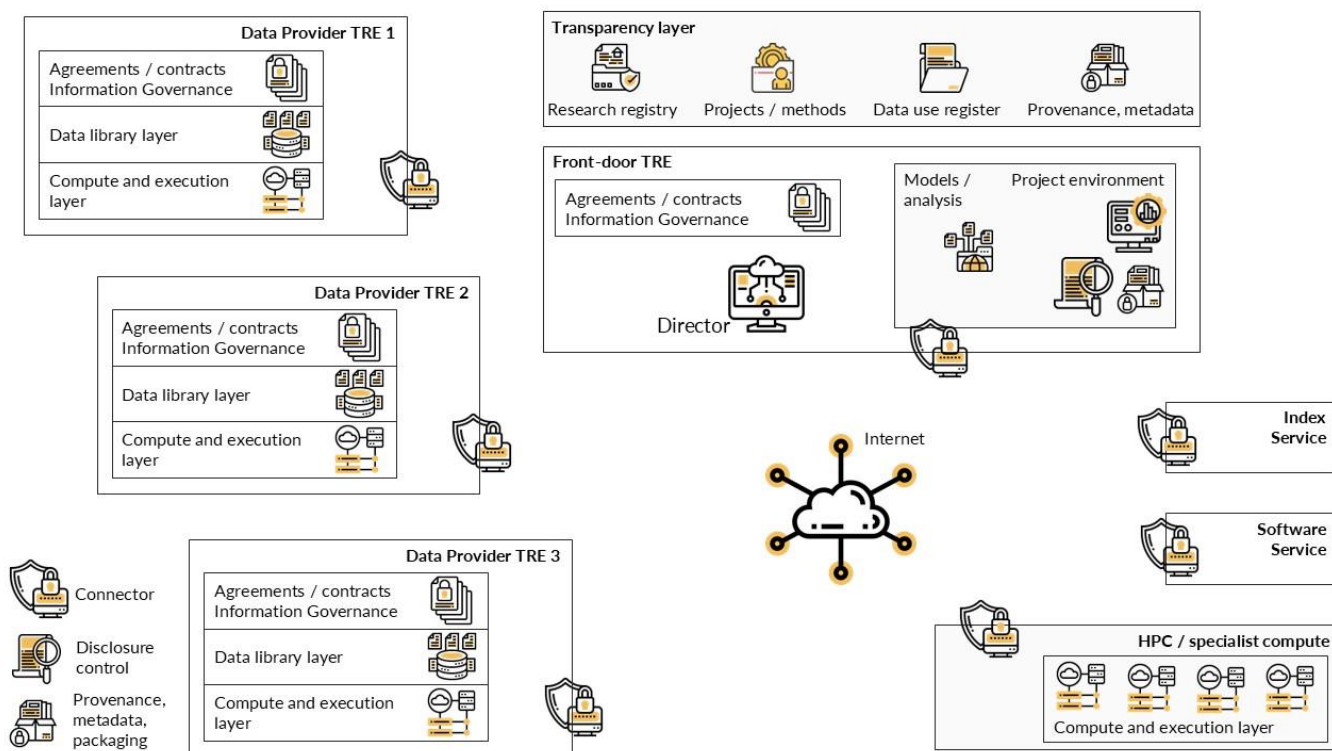 Data Provider TRE 1
Agreements / contracts
Information Governance
Data library layer
Compute and execution
layer
Transparency layer
Research registry
Projects / methods
Data use register
Provenance, metadata
Front-door TRE
Agreements / contracts
Information Governance
Models /
analysis
Project environment
Director
Data Provider TRE 2
Agreements / contracts
Information Governance
Data library layer
Compute and execution
layer
Internet
Index
Service
Software
Service
Data Provider TRE 3
Agreements / contracts
Information Governance
Data library layer
Compute and execution
layer
Connector
Disclosure
control
Provenance,
metadata,
packaging
HPC / specialist compute
Compute and execution layer